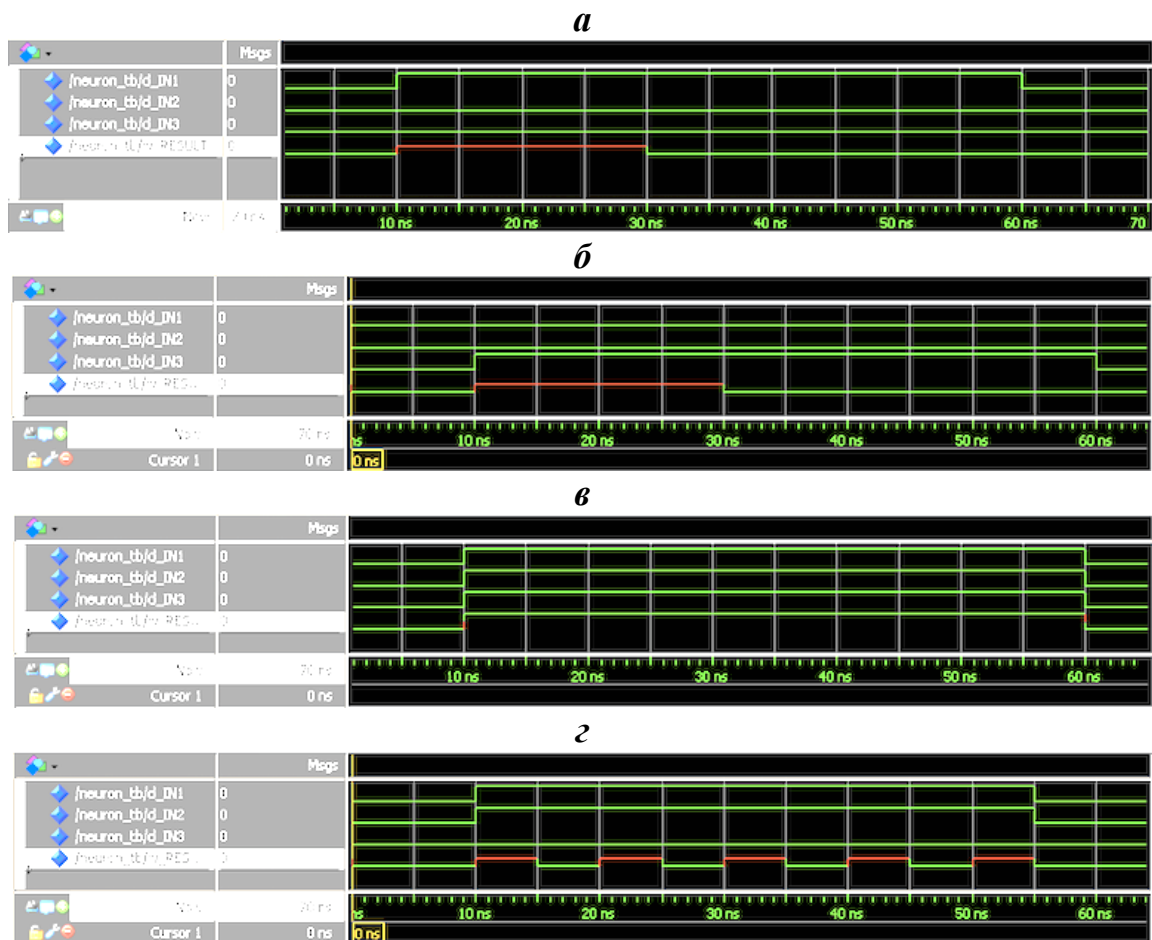 а
Msgs
/neuron_tb/d_IN1 0
/neuron_tb/d_IN2 0
/neuron_tb/d_IN3 0
0
10 ns 20 ns 30 ns 40 ns 50 ns 60 ns 70
б
Msgs
/neuron_tb/d_IN1 0
/neuron_tb/d_IN2 0
/neuron_tb/d_IN3 0
ns 10 ns 20 ns 30 ns 40 ns 50 ns 60 ns
Cursor 1 0 ns 0 ns
в
Msgs
/neuron_tb/d_IN1 0
/neuron_tb/d_IN2 0
/neuron_tb/d_IN3 0
10 ns 20 ns 30 ns 40 ns 50 ns 60 ns
Cursor 1 0 ns
г
Msgs
/neuron_tb/d_IN1 0
/neuron_tb/d_IN2 0
/neuron_tb/d_IN3 0
ns 10 ns 20 ns 30 ns 40 ns 50 ns 60 ns
Cursor 1 0 ns 0 ns